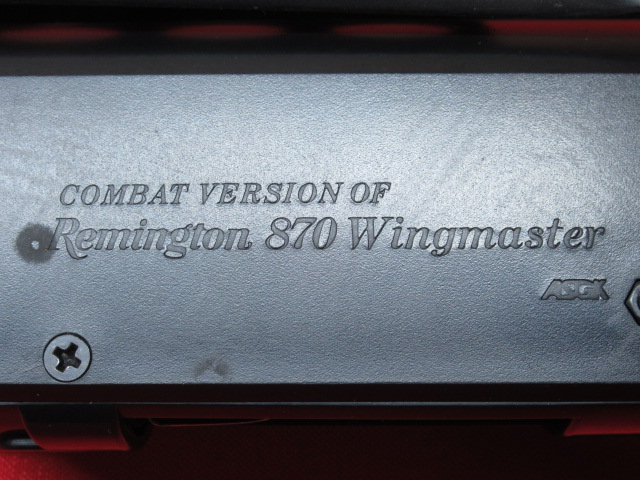 COMBAT VERSION OF
Remington 870 Wingmaster
ASGK